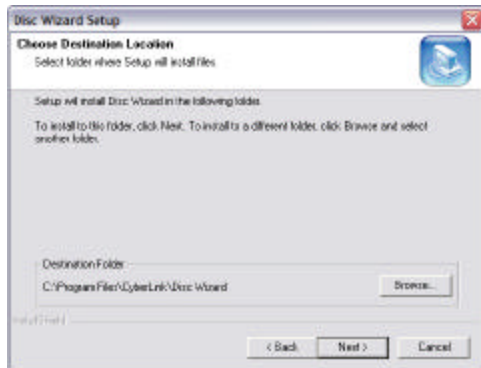 Disc Wizard Setup
Choose Destination Location
Select folder where Setup will install files.
Setup will install Disc Wizard in the following folder.
To install to this folder, click Next. To install to a different folder, click Browse and select
another folder.
Destination Folder
C:\Program Files\CyberLink\Disc Wizard
Browse...
InstallShield
< Back
Next >
Cancel